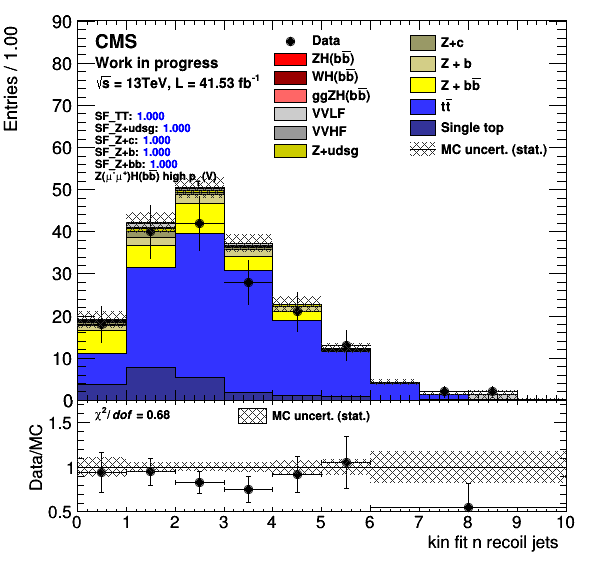 Entries / 1.00
90
80
70
60
50
40
30
20
10
0
CMS
Work in progress
√s = 13TeV, L = 41.53 fb⁻¹
SF_TT: 1.000
SF_Z+udsg: 1.000
SF_Z+c: 1.000
SF_Z+b: 1.000
SF_Z+bb: 1.000
Z(μ⁻μ⁺)H(bb̅) high p_T(V)
Data
ZH(bb̅)
WH(bb̅)
ggZH(bb̅)
VVLF
VVHF
Z+udsg
Z+c
Z + b
Z + bb̅
tt̅
Single top
MC uncert. (stat.)
Data/MC
1.5
1
0.5
χ²/dof = 0.68
MC uncert. (stat.)
0 1 2 3 4 5 6 7 8 9 10
kin fit n recoil jets